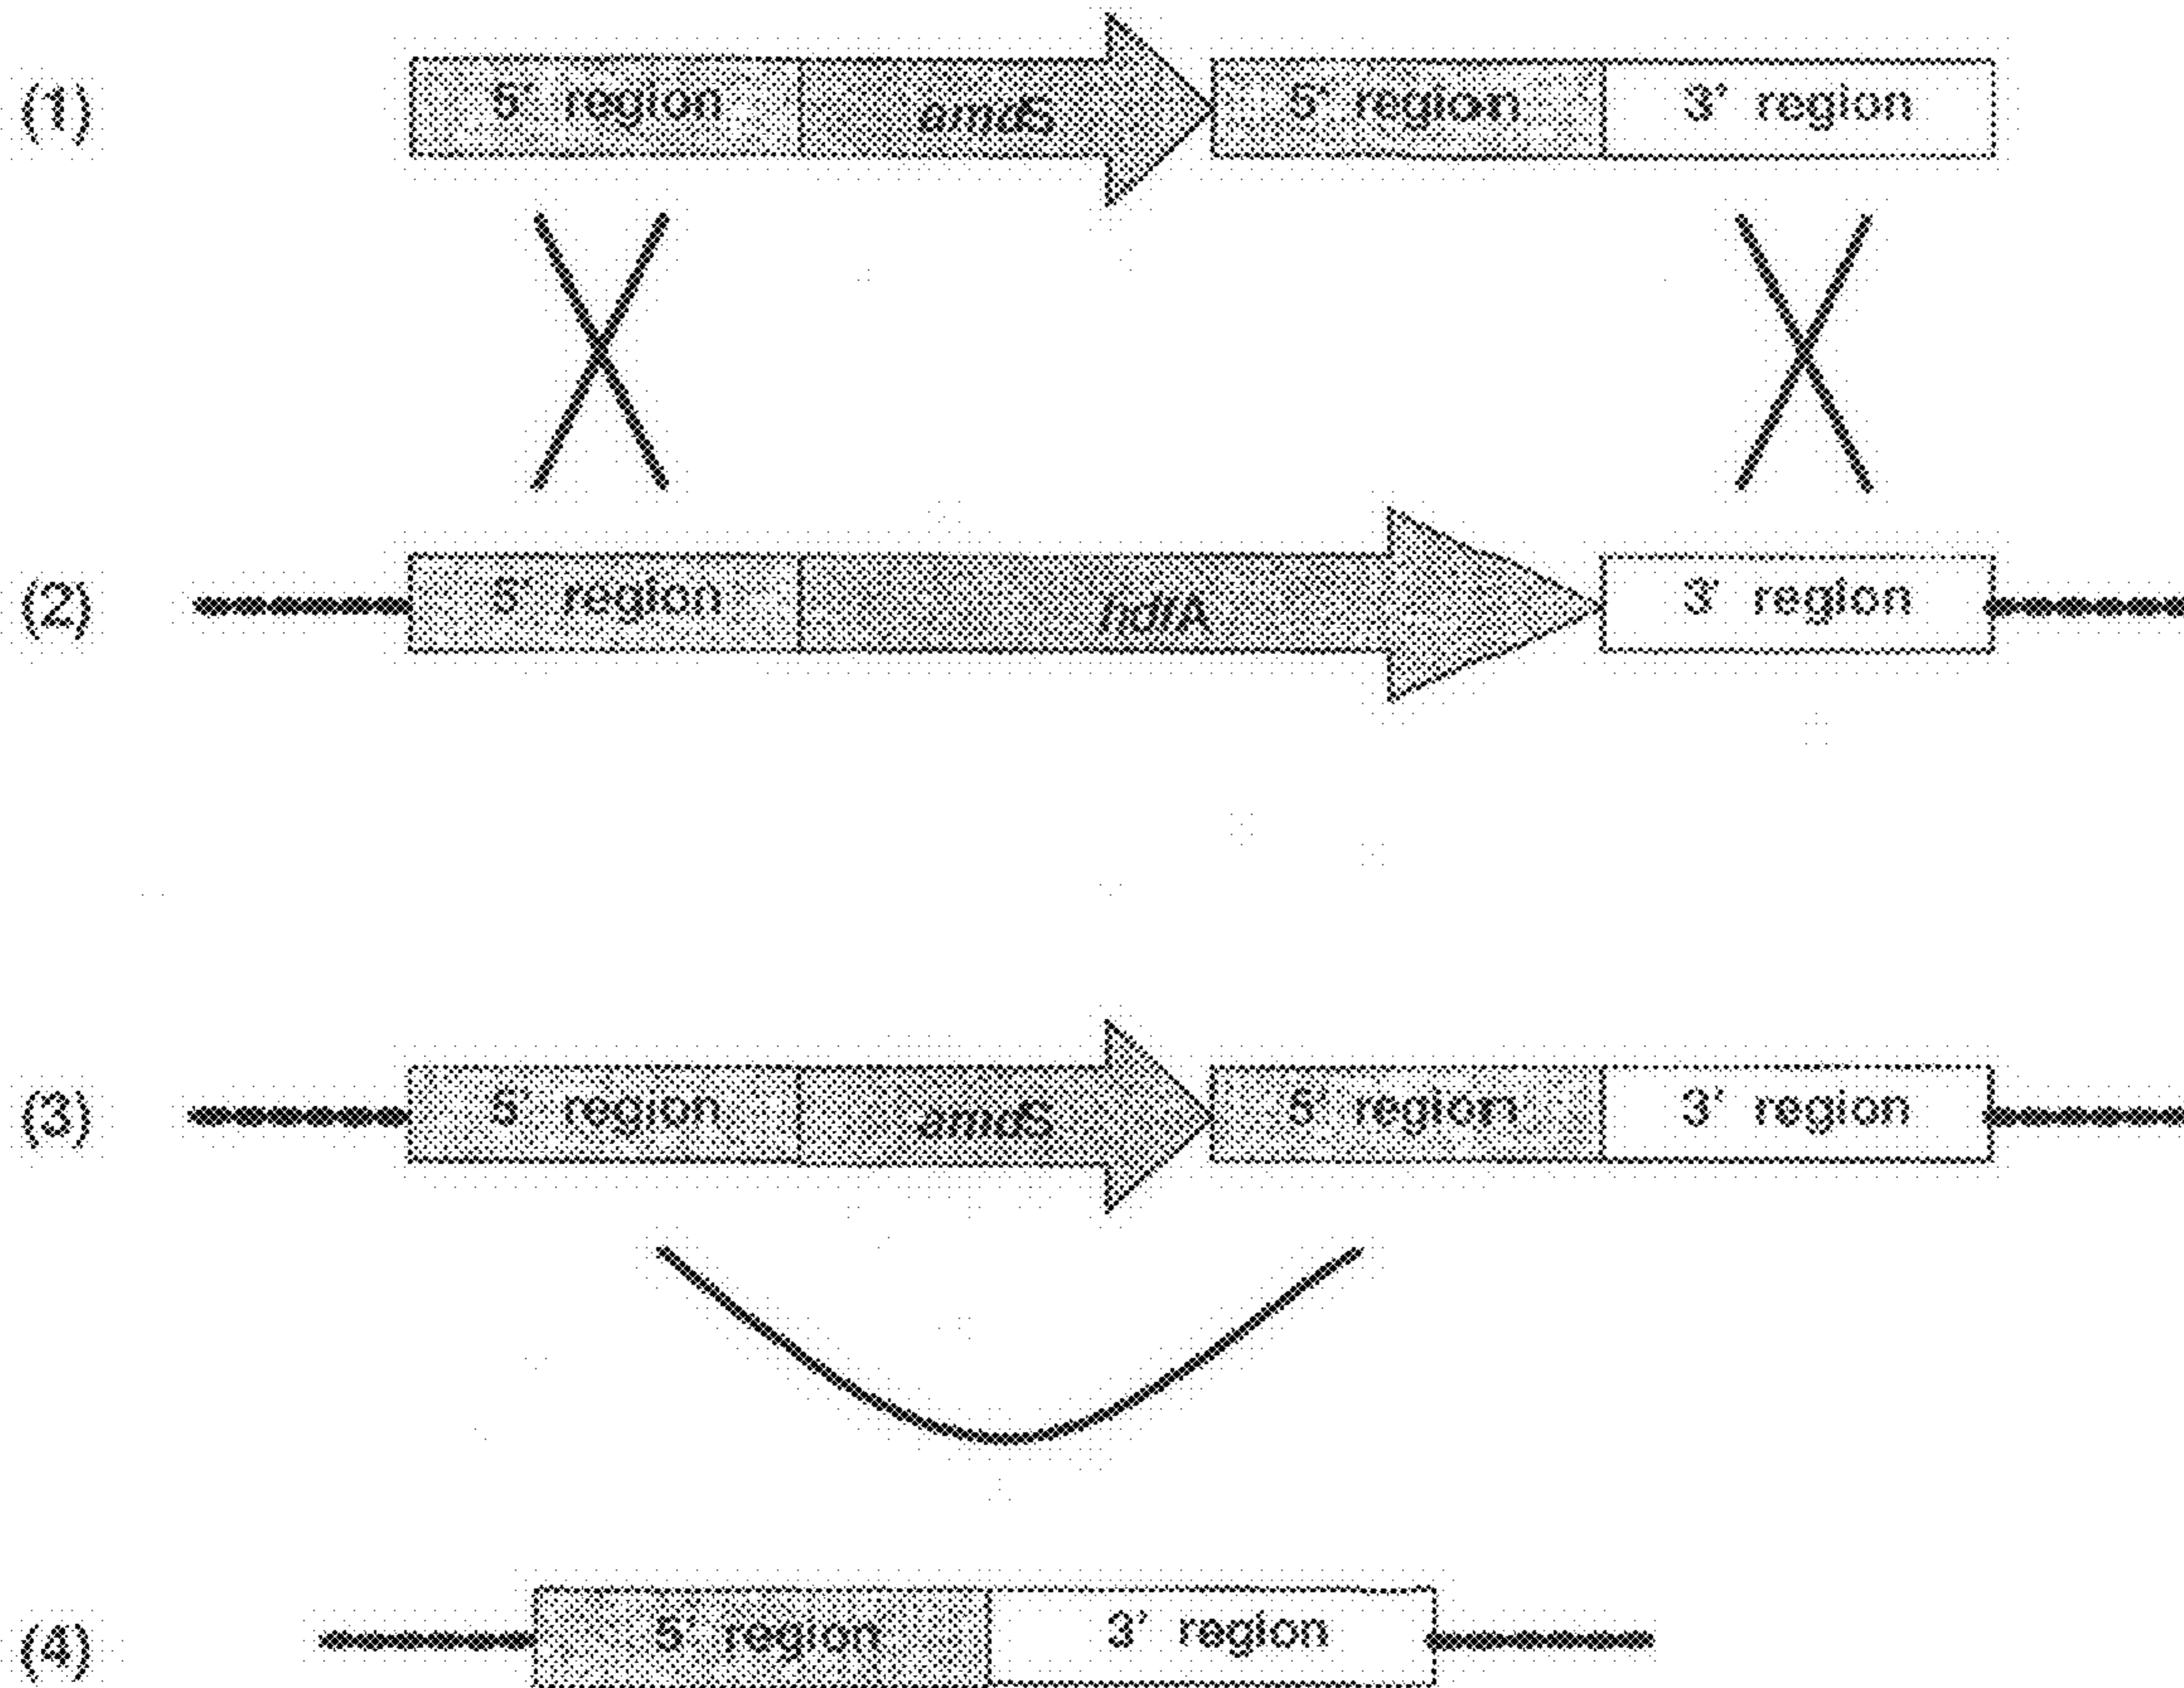 (1) 5' region amdS 5' region 3' region
(2) 5' region hdfA 3' region
(3) 5' region amdS 5' region 3' region
(4) 5' region 3' region